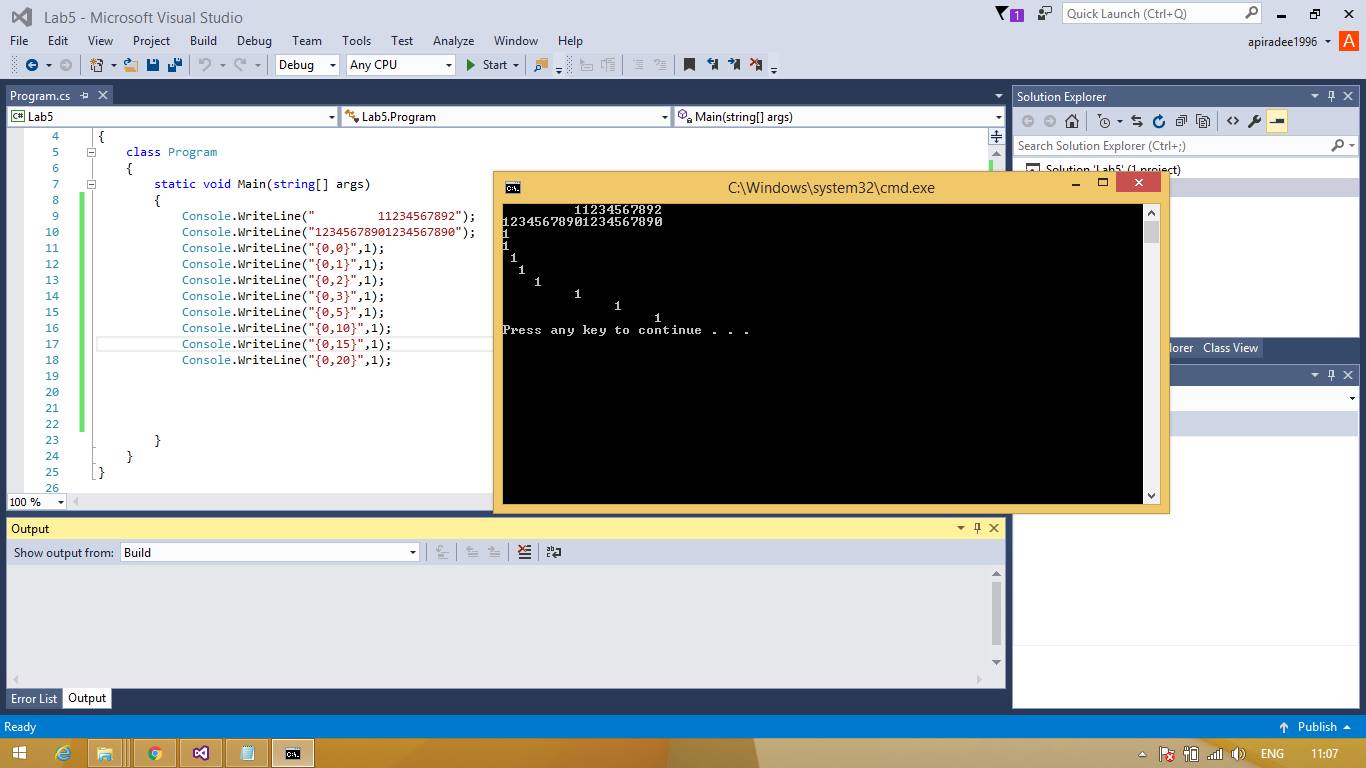 Lab5 - Microsoft Visual Studio
1
Quick Launch (Ctrl+Q)
File Edit View Project Build Debug Team Tools Test Analyze Window Help
apiradee1996 A
Debug Any CPU Start
Program.cs
C# Lab5 Lab5.Program Main(string[] args)
4 {
5 class Program
6 {
7 static void Main(string[] args)
8 {
9 Console.WriteLine("         11234567892");
10 Console.WriteLine("12345678901234567890");
11 Console.WriteLine("{0,0}",1);
12 Console.WriteLine("{0,1}",1);
13 Console.WriteLine("{0,2}",1);
14 Console.WriteLine("{0,3}",1);
15 Console.WriteLine("{0,5}",1);
16 Console.WriteLine("{0,10}",1);
17 Console.WriteLine("{0,15}",1);
18 Console.WriteLine("{0,20}",1);
19
20
21
22
23 }
24 }
25 }
26
100 %
Solution Explorer
Search Solution Explorer (Ctrl+;)
Solution 'Lab5' (1 project)
C:\Windows\system32\cmd.exe
C:\.
         11234567892
12345678901234567890
1
1
 1
  1
    1
         1
              1
                   1
Press any key to continue . . .
lorer Class View
Output
Show output from: Build
Error List Output
Ready
Publish
C:\.
ENG 11:07